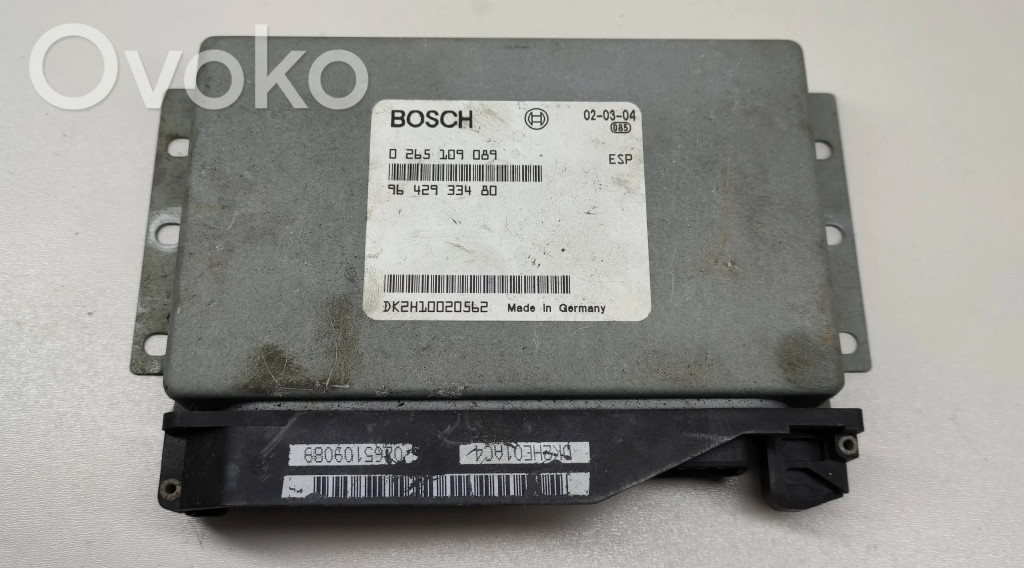 Ovoko
BOSCH 02-03-04
085
0 265 109 089 ESP
96 429 334 80
DK2H10020562 Made in Germany
0265109089 DK2HE01AC4